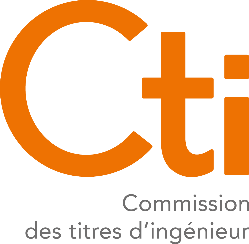 Cti
Commission
des titres d'ingénieur